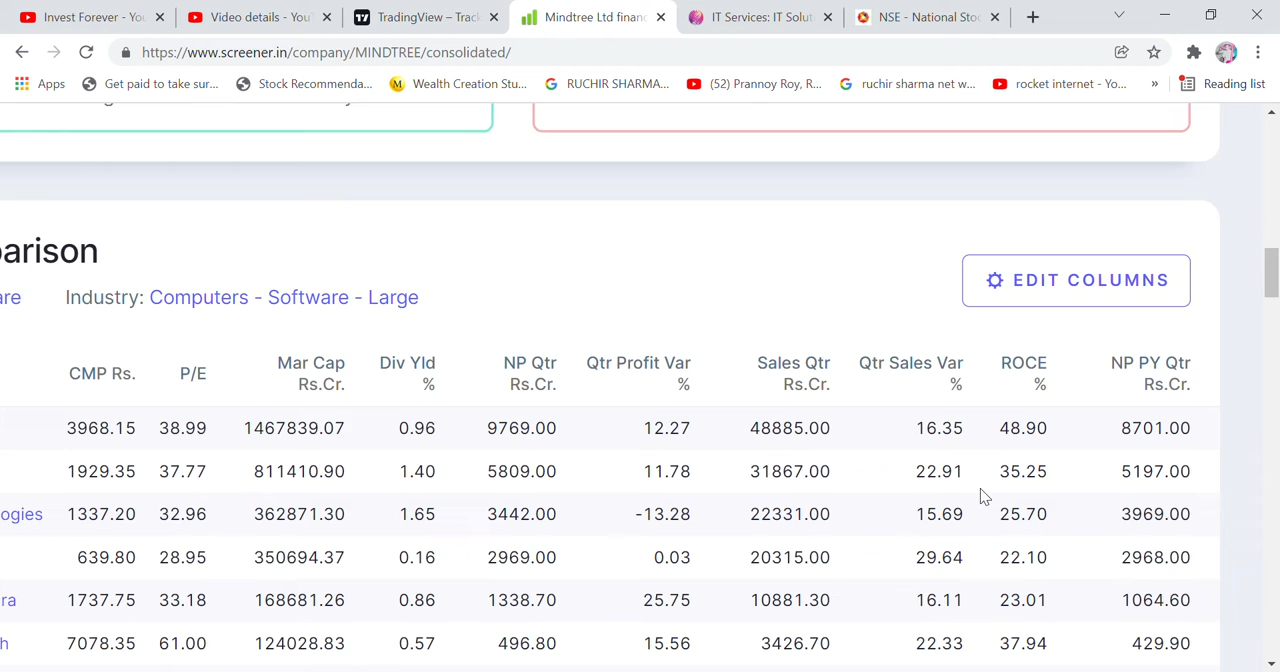 Invest Forever - You
Video details - YouT
TradingView – Track
Mindtree Ltd financ
IT Services: IT Solut
NSE - National Stoc
https://www.screener.in/company/MINDTREE/consolidated/
Apps
Get paid to take sur...
Stock Recommenda...
Wealth Creation Stu...
RUCHIR SHARMA...
(52) Prannoy Roy, R...
ruchir sharma net w...
rocket internet - Yo...
»
Reading list
parison
are Industry: Computers - Software - Large
EDIT COLUMNS
CMP Rs. P/E Mar Cap Rs.Cr. Div Yld % NP Qtr Rs.Cr. Qtr Profit Var % Sales Qtr Rs.Cr. Qtr Sales Var % ROCE % NP PY Qtr Rs.Cr.
3968.15 38.99 1467839.07 0.96 9769.00 12.27 48885.00 16.35 48.90 8701.00
1929.35 37.77 811410.90 1.40 5809.00 11.78 31867.00 22.91 35.25 5197.00
ogies 1337.20 32.96 362871.30 1.65 3442.00 -13.28 22331.00 15.69 25.70 3969.00
639.80 28.95 350694.37 0.16 2969.00 0.03 20315.00 29.64 22.10 2968.00
ra 1737.75 33.18 168681.26 0.86 1338.70 25.75 10881.30 16.11 23.01 1064.60
h 7078.35 61.00 124028.83 0.57 496.80 15.56 3426.70 22.33 37.94 429.90